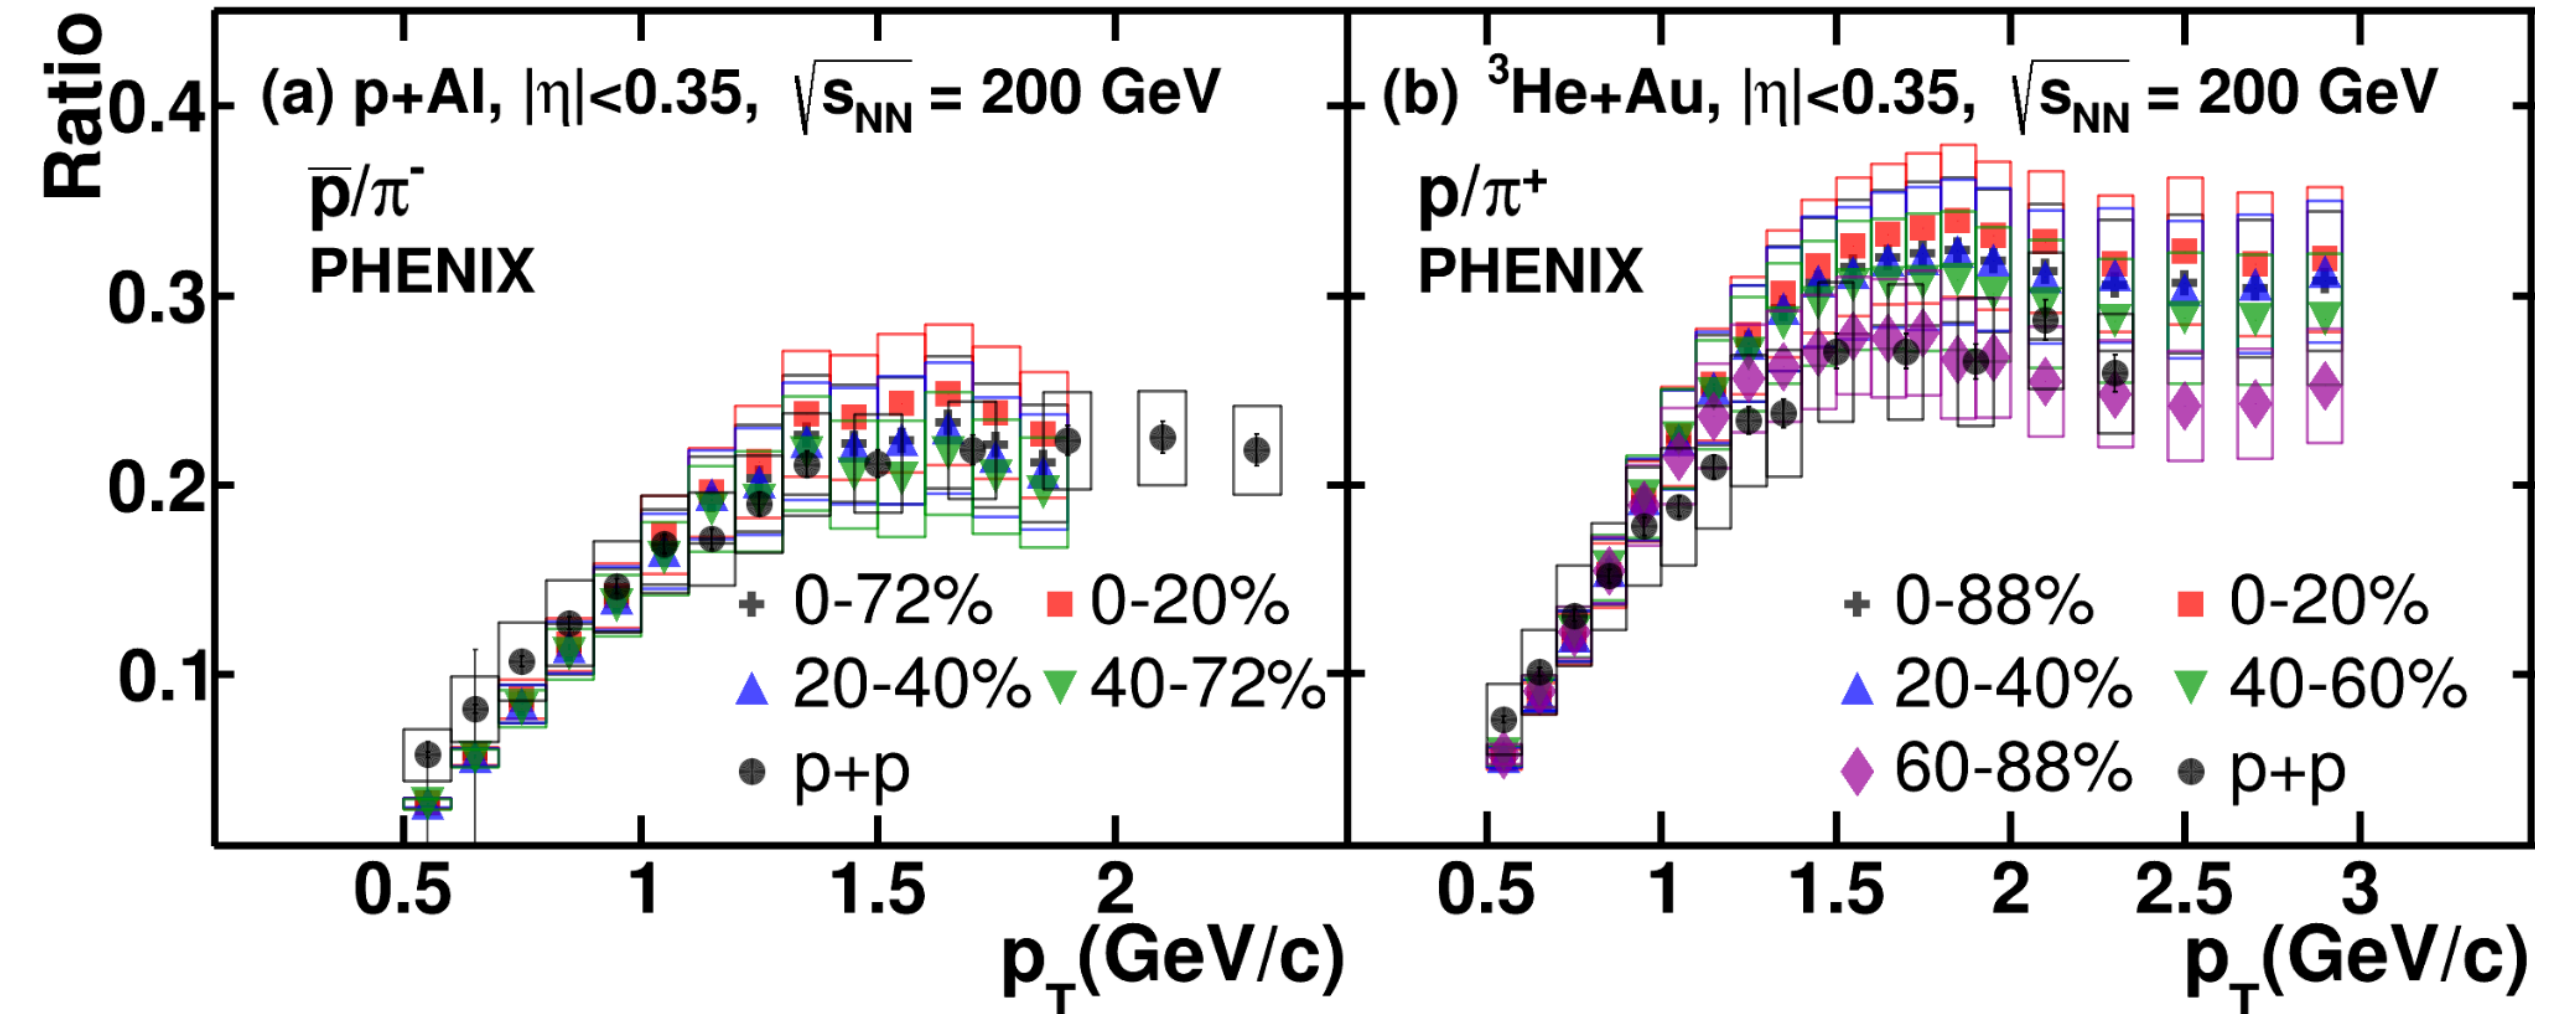 Ratio
(a) p+Al, |η|<0.35, √sNN = 200 GeV
p̅/π-
PHENIX
0.4
0.3
0.2
0.1
0-72% 0-20%
20-40% 40-72%
p+p
0.5 1 1.5 2
pT(GeV/c)
(b) 3He+Au, |η|<0.35, √sNN = 200 GeV
p/π+
PHENIX
0-88% 0-20%
20-40% 40-60%
60-88% p+p
0.5 1 1.5 2 2.5 3
pT(GeV/c)